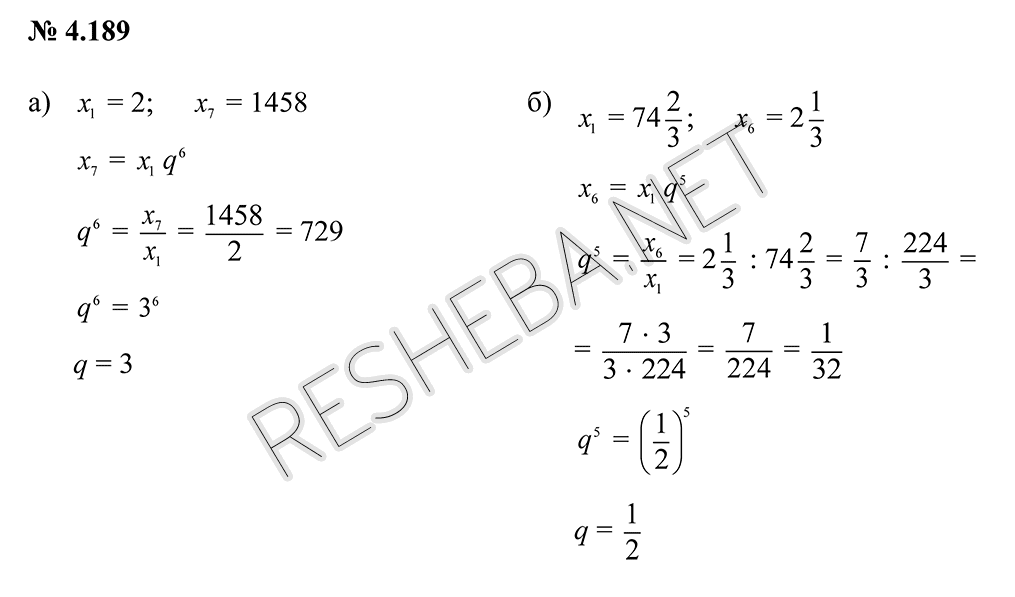 № 4.189
а) x₁ = 2; x₇ = 1458
x₇ = x₁ q⁶
q⁶ = x₇/x₁ = 1458/2 = 729
q⁶ = 3⁶
q = 3
б) x₁ = 74 2/3; x₆ = 2 1/3
x₆ = x₁ q⁵
q⁵ = x₆/x₁ = 2 1/3 : 74 2/3 = 7/3 : 224/3 =
= 7 · 3/3 · 224 = 7/224 = 1/32
q⁵ = (1/2)⁵
q = 1/2
RESHEBA.NET